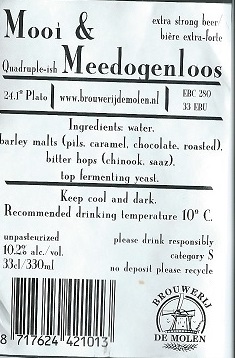 Mooi &
extra strong beer/
bière extra-forte
Quadruple-ish Meedogenloos
24.1° Plato
www.brouwerijdemolen.nl
EBC 280
33 EBU
Ingredients: water,
barley malts (pils, caramel, chocolate, roasted),
bitter hops (chinook, saaz),
top fermenting yeast.
Keep cool and dark.
Recommended drinking temperature 10° C.
unpasteurized
10.2% alc./vol.
33cl/330ml
please drink responsibly
category S
no deposit please recycle
8 717624 421013
BROUWERIJ
DE MOLEN